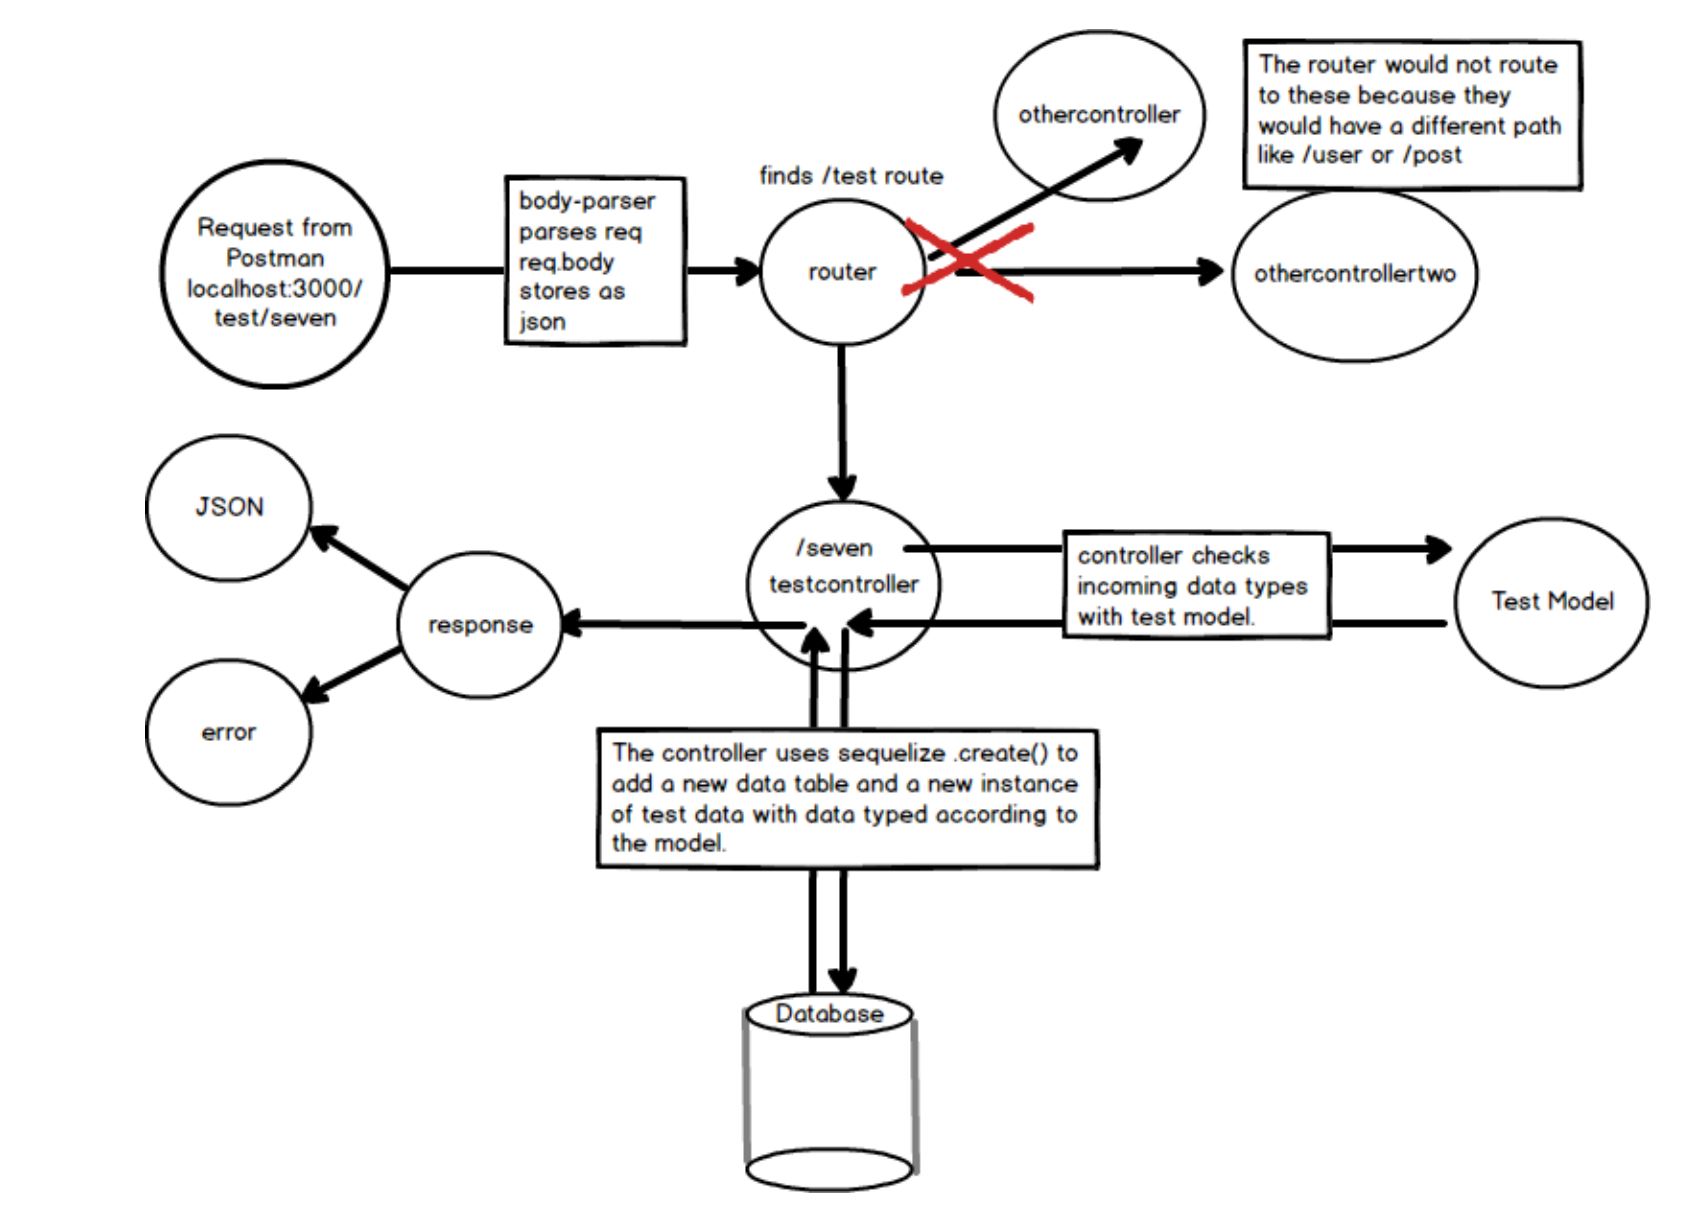 othercontroller
The router would not route
to these because they
would have a different path
like /user or /post
finds /test route
Request from
Postman
localhost:3000/
test/seven
body-parser
parses req
req.body
stores as
json
router
othercontrollertwo
JSON
/seven
testcontroller
controller checks
incoming data types
with test model.
Test Model
response
error
The controller uses sequelize .create() to
add a new data table and a new instance
of test data with data typed according to
the model.
Database